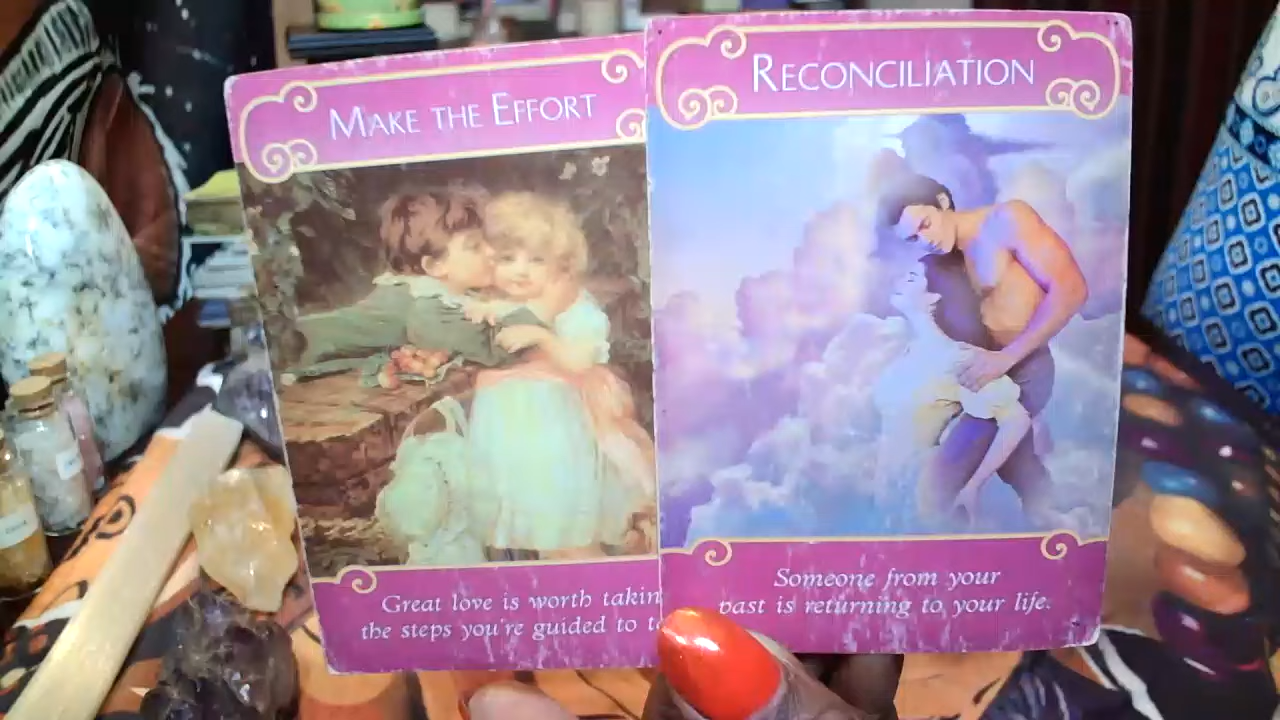 MAKE THE EFFORT
Great love is worth takin
the steps you're guided to t
RECONCILIATION
Someone from your
past is returning to your life.